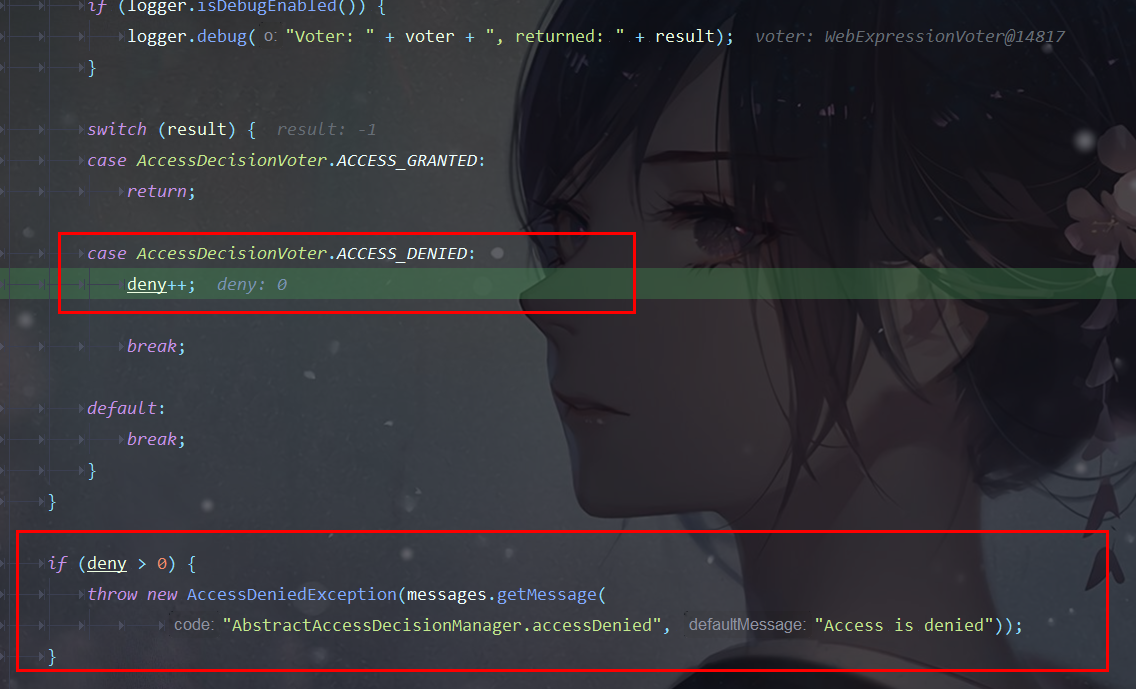 if (logger.isDebugEnabled()) {
logger.debug( o: "Voter: " + voter + ", returned: " + result); voter: WebExpressionVoter@14817
}
switch (result) { result: -1
case AccessDecisionVoter.ACCESS_GRANTED:
return;
case AccessDecisionVoter.ACCESS_DENIED:
deny++; deny: 0
break;
default:
break;
}
}
if (deny > 0) {
throw new AccessDeniedException(messages.getMessage(
code: "AbstractAccessDecisionManager.accessDenied", defaultMessage: "Access is denied"));
}